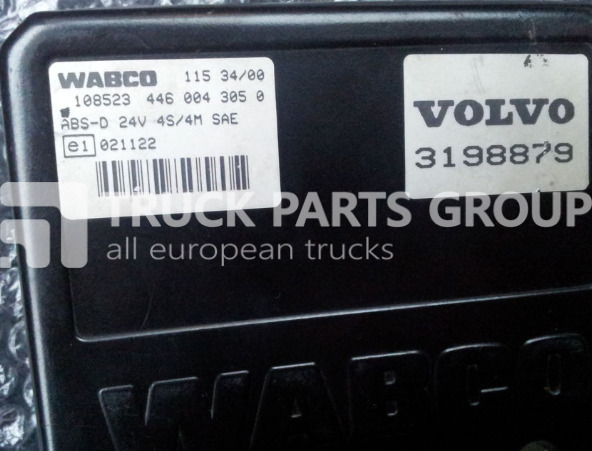 WABCO 115 34/00
108523 446 004 305 0
ABS-D 24V 4S/4M SAE
e1 021122
VOLVO
3198879
TRUCK PARTS GROUP
all european trucks
WABCO